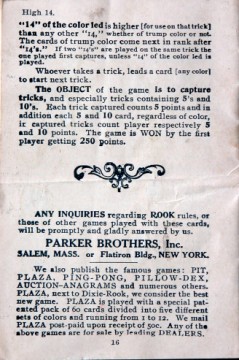 High 14.
"14" of the color led is higher [for use on that trick]
than any other "14," whether of trump color or not.
The cards of trump color come next in rank after
"14's." If two "14's" are played on the same trick the
one played first captures, unless "14" of the color led is
played.
Whoever takes a trick, leads a card [any color]
to start next trick.
The OBJECT of the game is to capture
tricks, and especially tricks containing 5's and
10's. Each trick captured counts 5 points and in
addition each 5 and 10 card, regardless of color,
in captured tricks count player respectively 5
and 10 points. The game is WON by the first
player getting 250 points.
ANY INQUIRIES regarding ROOK rules, or
those of other games played with these cards,
will be promptly and gladly answered by us.
PARKER BROTHERS, Inc.
SALEM, MASS. or Flatiron Bldg., NEW YORK.
We also publish the famous games: PIT,
PLAZA, PING-PONG, PILLOW-DEX,
AUCTION-ANAGRAMS and numerous others.
PLAZA, next to Dixie-Rook, we consider the best
new game. PLAZA is played with a special pat-
ented pack of 60 cards divided into five different
sets of colors and running from 1 to 12. We mail
PLAZA post-paid upon receipt of 50c. Any of the
above games are for sale by leading DEALERS.
16